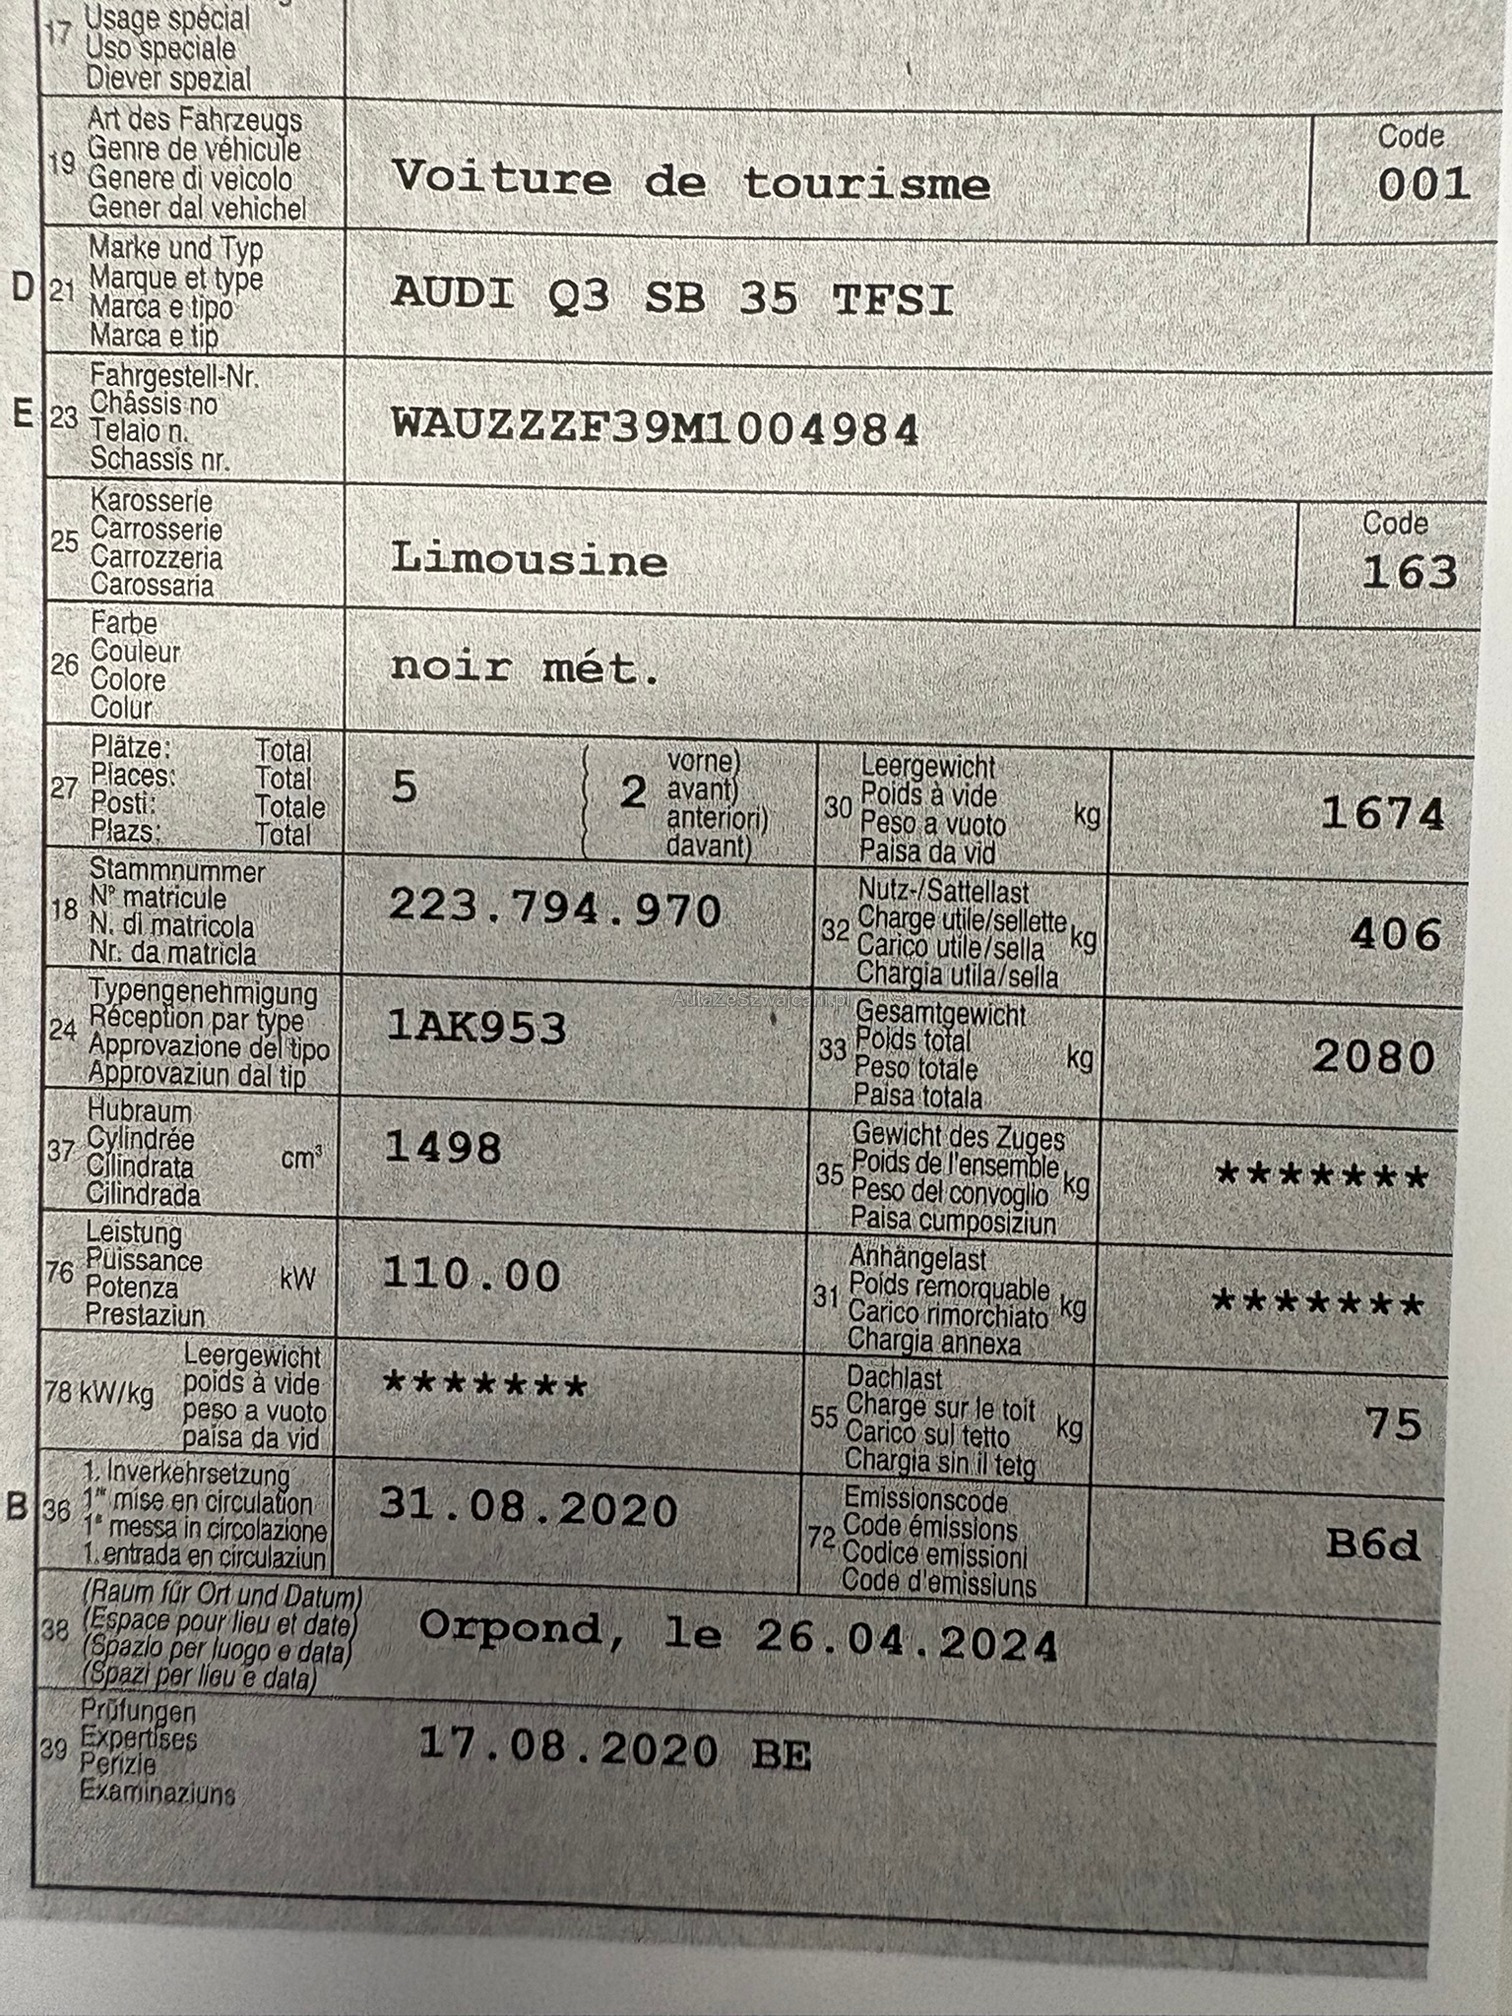 17 Usage spécial
Uso speciale
Diever spezial
19 Art des Fahrzeugs
Genre de véhicule
Genere di veicolo
Gener dal vehichel
Voiture de tourisme
Code
001
D 21 Marke und Typ
Marque et type
Marca e tipo
Marca e tip
AUDI Q3 SB 35 TFSI
E 23 Fahrgestell-Nr.
Châssis no
Telaio n.
Schassis nr.
WAUZZZF39M1004984
25 Karosserie
Carrosserie
Carrozzeria
Carossaria
Limousine
Code
163
26 Farbe
Couleur
Colore
Colur
noir mét.
27 Plätze: Total
Places: Total
Posti: Totale
Plazs: Total
5
2 vorne)
avant)
anteriori)
davant)
30 Leergewicht
Poids à vide
Peso a vuoto
Paisa da vid
kg
1674
18 Stammnummer
N° matricule
N. di matricola
Nr. da matricla
223.794.970
32 Nutz-/Sattellast
Charge utile/sellette
Carico utile/sella
Chargia utila/sella
kg
406
24 Typengenehmigung
Réception par type
Approvazione del tipo
Approvaziun dal tip
1AK953
AutaZeSzwajcarii.pl
33 Gesamtgewicht
Poids total
Peso totale
Paisa totala
kg
2080
37 Hubraum
Cylindrée
Cilindrata
Cilindrada
cm³
1498
35 Gewicht des Zuges
Poids de l'ensemble
Peso del convoglio
Paisa cumposiziun
kg
*******
76 Leistung
Puissance
Potenza
Prestaziun
kW
110.00
31 Anhängelast
Poids remorquable
Carico rimorchiato
Chargia annexa
kg
*******
78 kW/kg Leergewicht
poids à vide
peso a vuoto
paisa da vid
*******
55 Dachlast
Charge sur le toit
Carico sul tetto
Chargia sin il tetg
kg
75
B 36 1. Inverkehrsetzung
1re mise en circulation
1a messa in circolazione
1. entrada en circulaziun
31.08.2020
72 Emissionscode
Code émissions
Codice emissioni
Code d'emissiuns
B6d
38 (Raum für Ort und Datum)
(Espace pour lieu et date)
(Spazio per luogo e data)
(Spazi per lieu e data)
Orpond, le 26.04.2024
39 Prüfungen
Expertises
Perizie
Examinaziuns
17.08.2020 BE